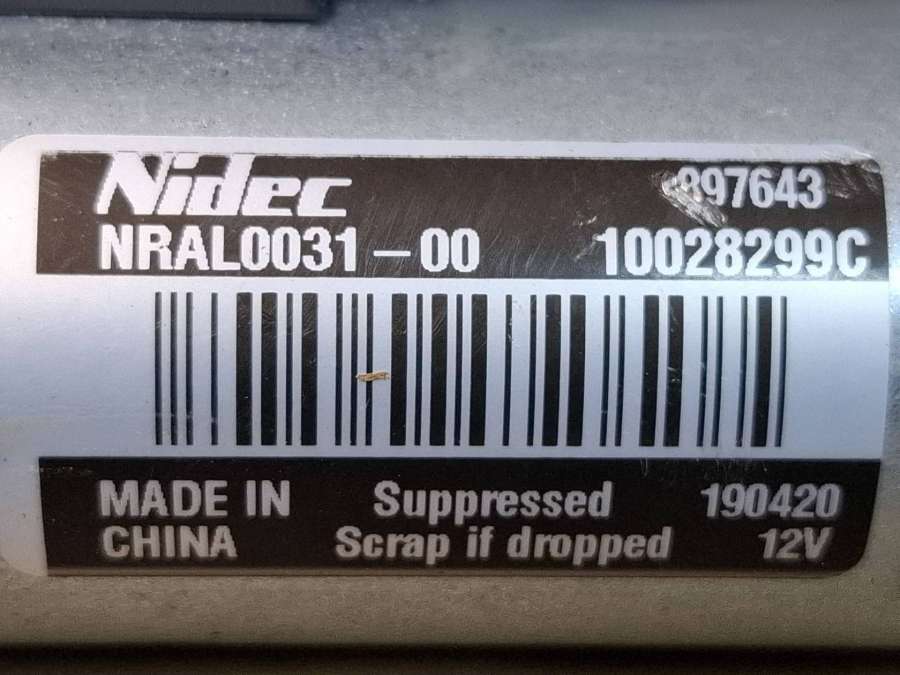 Nidec 897643
NRAL0031-00 10028299C
MADE IN Suppressed 190420
CHINA Scrap if dropped 12V